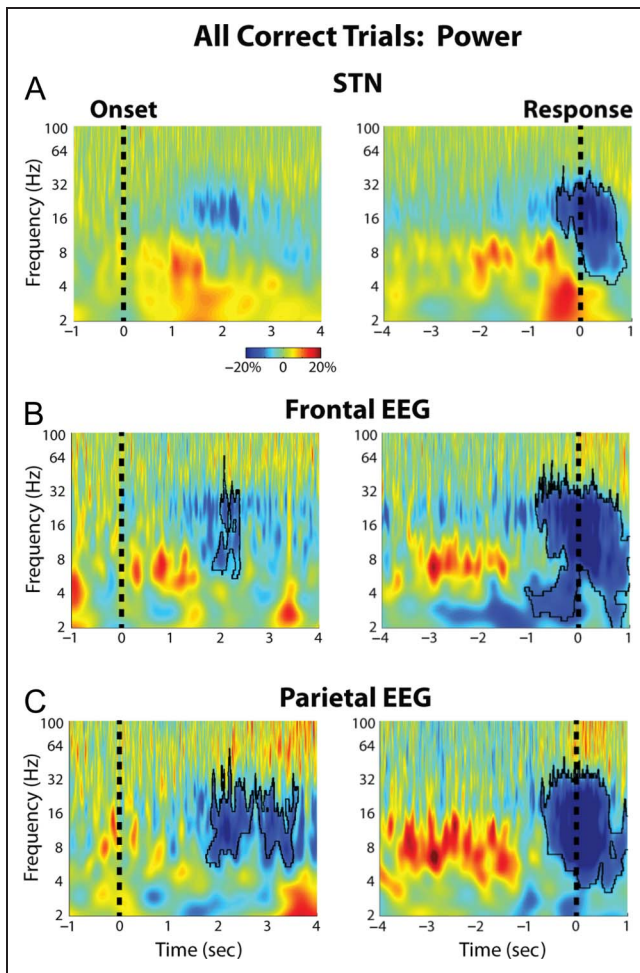 All Correct Trials: Power
STN
A
Onset
Response
Frequency (Hz)
100
64
32
16
8
4
2
−1 0 1 2 3 4
100
64
32
16
8
4
2
−4 −3 −2 −1 0 1
−20% 0 20%
B
Frontal EEG
Frequency (Hz)
100
64
32
16
8
4
2
−1 0 1 2 3 4
100
64
32
16
8
4
2
−4 −3 −2 −1 0 1
C
Parietal EEG
Frequency (Hz)
100
64
32
16
8
4
2
−1 0 1 2 3 4
Time (sec)
100
64
32
16
8
4
2
−4 −3 −2 −1 0 1
Time (sec)